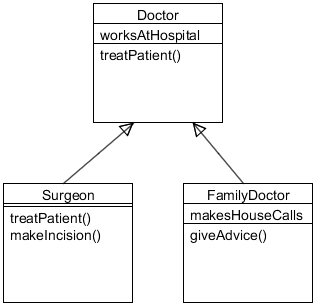 Doctor
worksAtHospital
treatPatient()
Surgeon
treatPatient()
makeIncision()
FamilyDoctor
makesHouseCalls
giveAdvice()